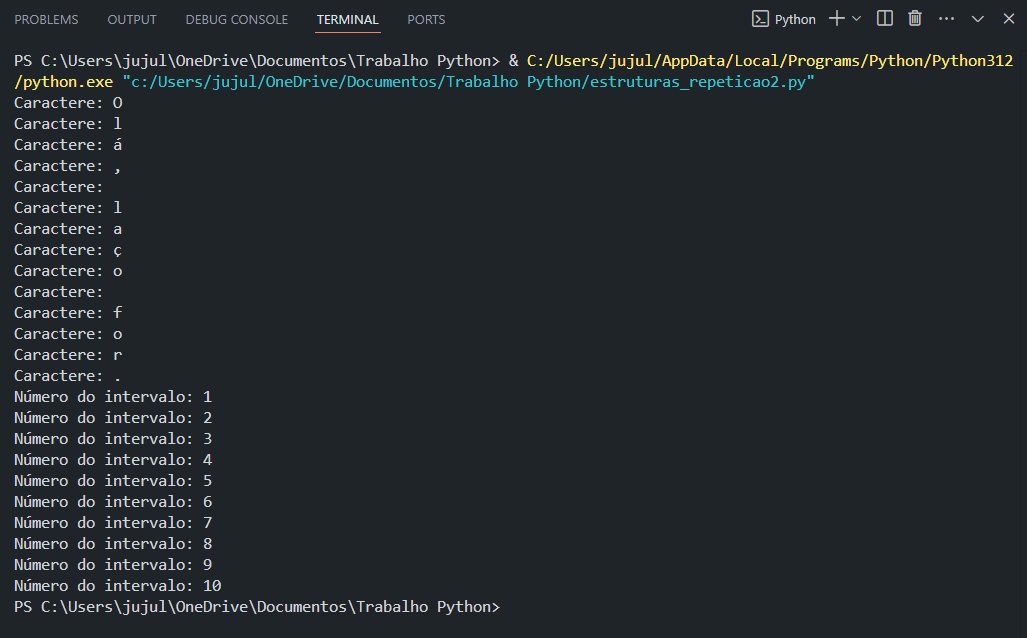 PROBLEMS OUTPUT DEBUG CONSOLE TERMINAL PORTS Python
PS C:\Users\jujul\OneDrive\Documentos\Trabalho Python> & C:/Users/jujul/AppData/Local/Programs/Python/Python312
/python.exe "c:/Users/jujul/OneDrive/Documentos/Trabalho Python/estruturas_repeticao2.py"
Caractere: O
Caractere: l
Caractere: á
Caractere: ,
Caractere:
Caractere: l
Caractere: a
Caractere: ç
Caractere: o
Caractere:
Caractere: f
Caractere: o
Caractere: r
Caractere: .
Número do intervalo: 1
Número do intervalo: 2
Número do intervalo: 3
Número do intervalo: 4
Número do intervalo: 5
Número do intervalo: 6
Número do intervalo: 7
Número do intervalo: 8
Número do intervalo: 9
Número do intervalo: 10
PS C:\Users\jujul\OneDrive\Documentos\Trabalho Python>